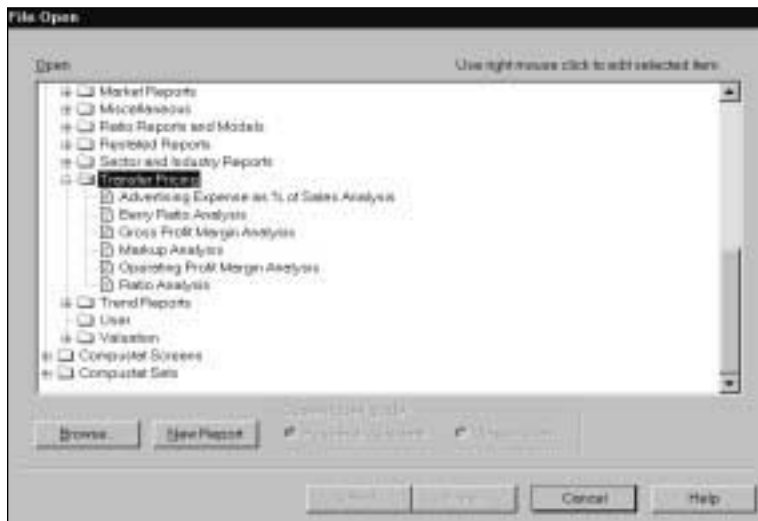 File Open
Open Use right mouse click to edit selected item
Market Reports
Miscellaneous
Ratio Reports and Models
Restated Reports
Sector and Industry Reports
Transfer Pricing
Advertising Expense as % of Sales Analysis
Berry Ratio Analysis
Gross Profit Margin Analysis
Markup Analysis
Operating Profit Margin Analysis
Ratio Analysis
Trend Reports
User
Valuation
Compustat Screens
Compustat Sets
Browse... New Report
Cancel Help